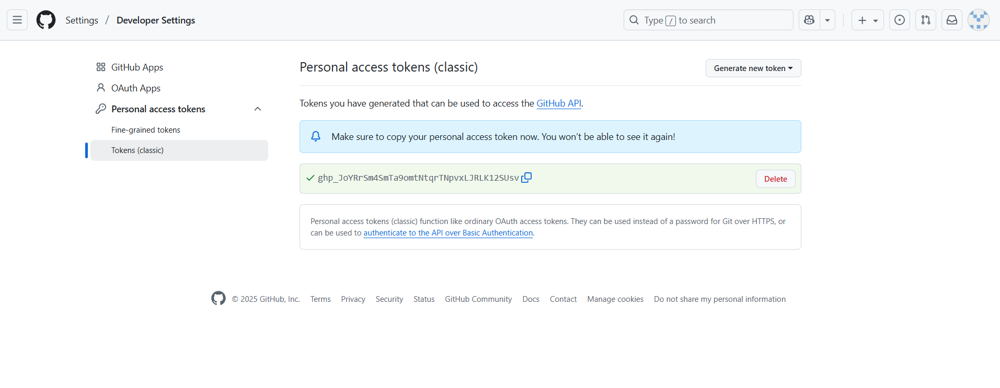 Settings / Developer Settings
Type / to search
GitHub Apps
OAuth Apps
Personal access tokens
Fine-grained tokens
Tokens (classic)
Personal access tokens (classic)
Generate new token
Tokens you have generated that can be used to access the GitHub API.
Make sure to copy your personal access token now. You won’t be able to see it again!
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
Delete
Personal access tokens (classic) function like ordinary OAuth access tokens. They can be used instead of a password for Git over HTTPS, or
can be used to authenticate to the API over Basic Authentication.
© 2025 GitHub, Inc. Terms Privacy Security Status GitHub Community Docs Contact Manage cookies Do not share my personal information